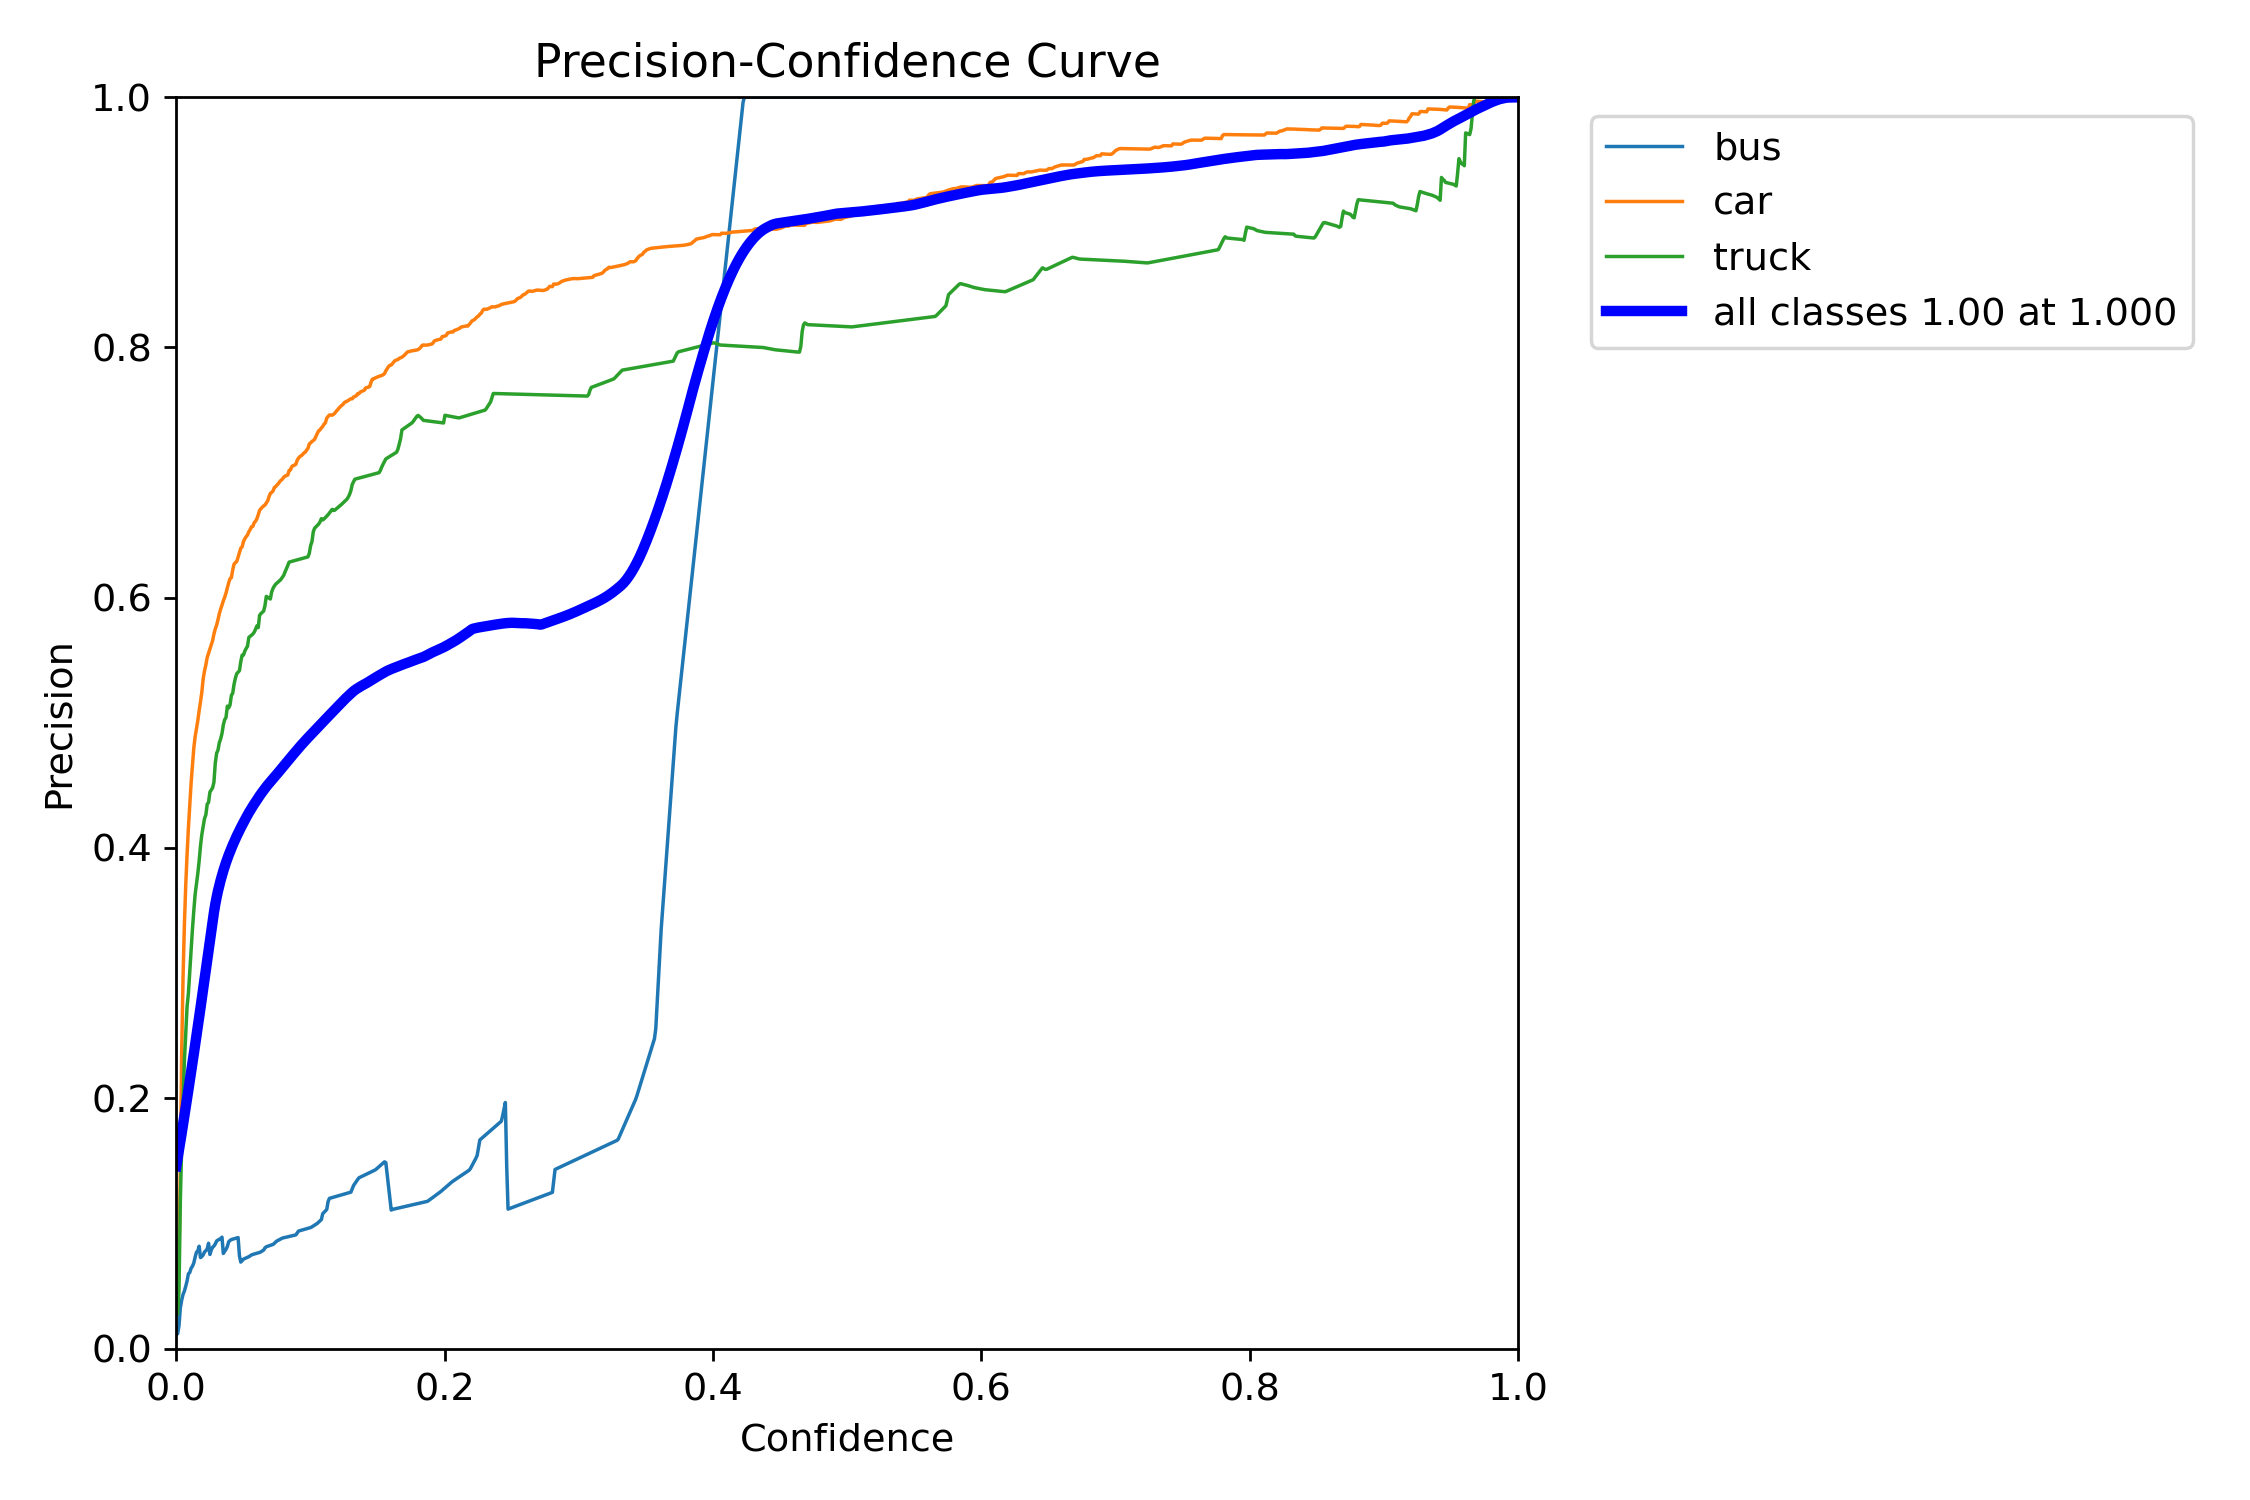 Precision-Confidence Curve
1.0
0.8
0.6
0.4
0.2
0.0
Precision
0.0 0.2 0.4 0.6 0.8 1.0
Confidence
bus
car
truck
all classes 1.00 at 1.000